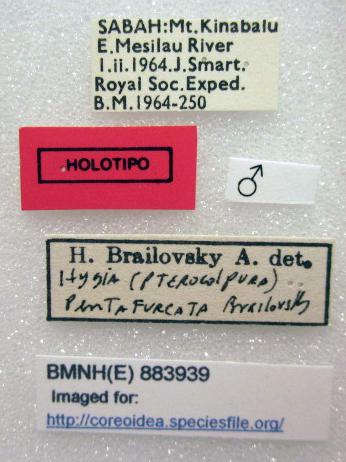 SABAH:Mt.Kinabalu
E.Mesilau River
1.ii.1964.J.Smart.
Royal Soc.Exped.
B.M.1964-250
HOLOTIPO
♂
H. Brailovsky A. det.
Hygia (PTEROCOLPURA)
PENTAFURCATA Brailovsky
BMNH(E) 883939
Imaged for:
http://coreoidea.speciesfile.org/